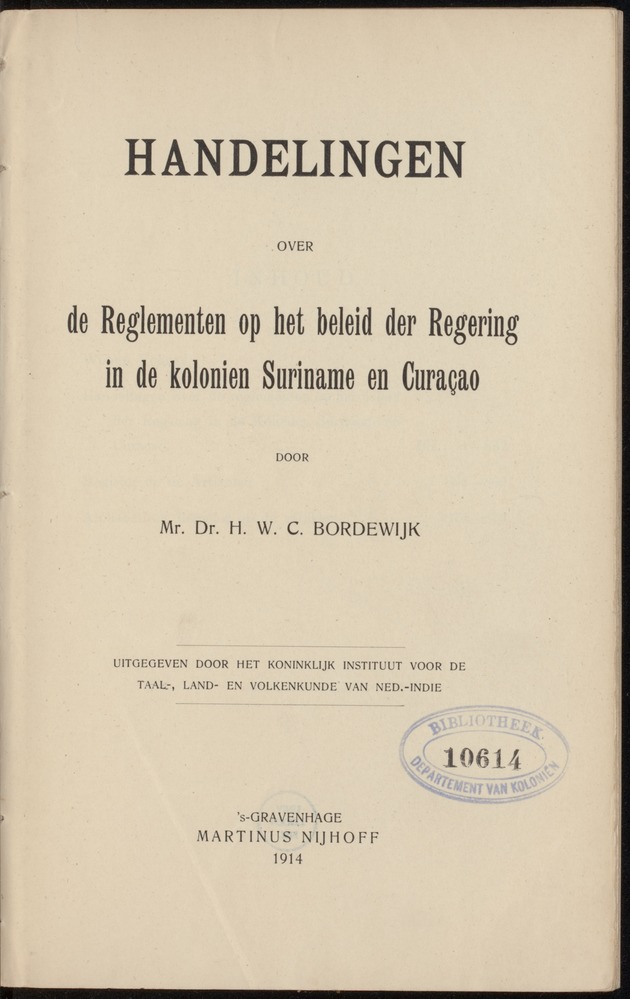 HANDELINGEN
OVER
de Reglementen op het beleid der Regering
in de kolonien Suriname en Curaçao
DOOR
Mr. Dr. H. W. C. BORDEWIJK
UITGEGEVEN DOOR HET KONINKLIJK INSTITUUT VOOR DE
TAAL-, LAND- EN VOLKENKUNDE VAN NED.-INDIE
BIBLIOTHEEK
10614
DEPARTEMENT VAN KOLONIËN
's-GRAVENHAGE
MARTINUS NIJHOFF
1914